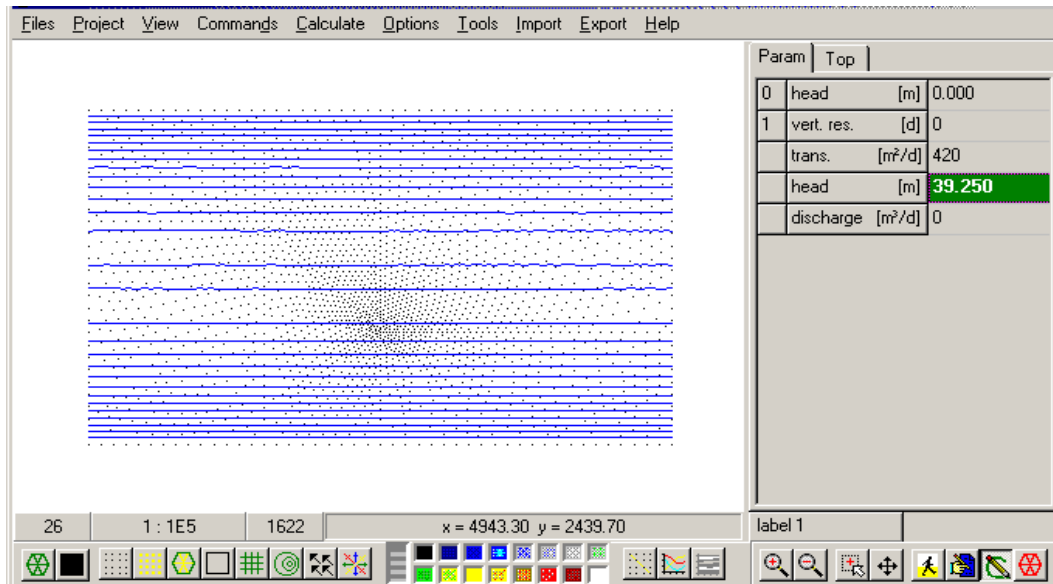 Files Project View Commands Calculate Options Tools Import Export Help
Param Top
0 head [m] 0.000
1 vert. res. [d] 0
trans. [m²/d] 420
head [m] 39.250
discharge [m³/d] 0
26 1 : 1E5 1622 x = 4943.30 y = 2439.70 label 1